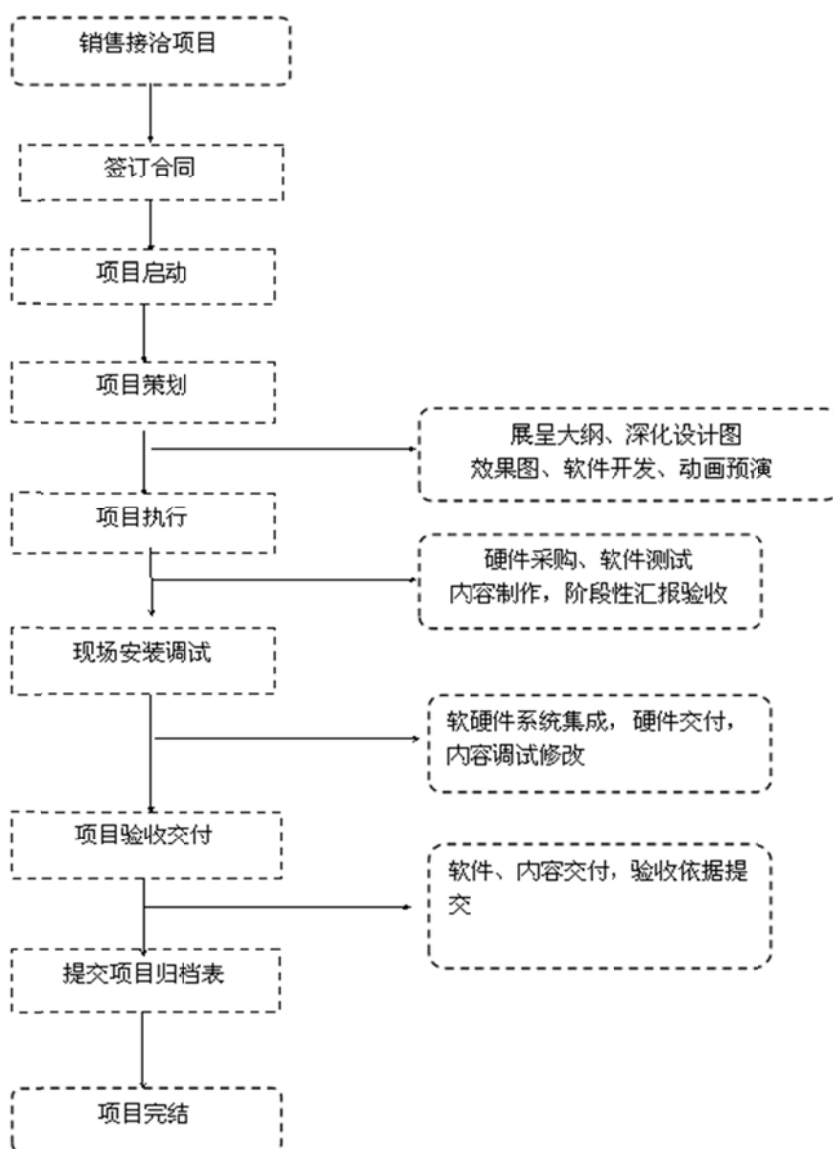 销售接洽项目
签订合同
项目启动
项目策划
展呈大纲、深化设计图
效果图、软件开发、动画预演
项目执行
硬件采购、软件测试
内容制作，阶段性汇报验收
现场安装调试
软硬件系统集成，硬件交付，
内容调试修改
项目验收交付
软件、内容交付，验收依据提
交
提交项目归档表
项目完结